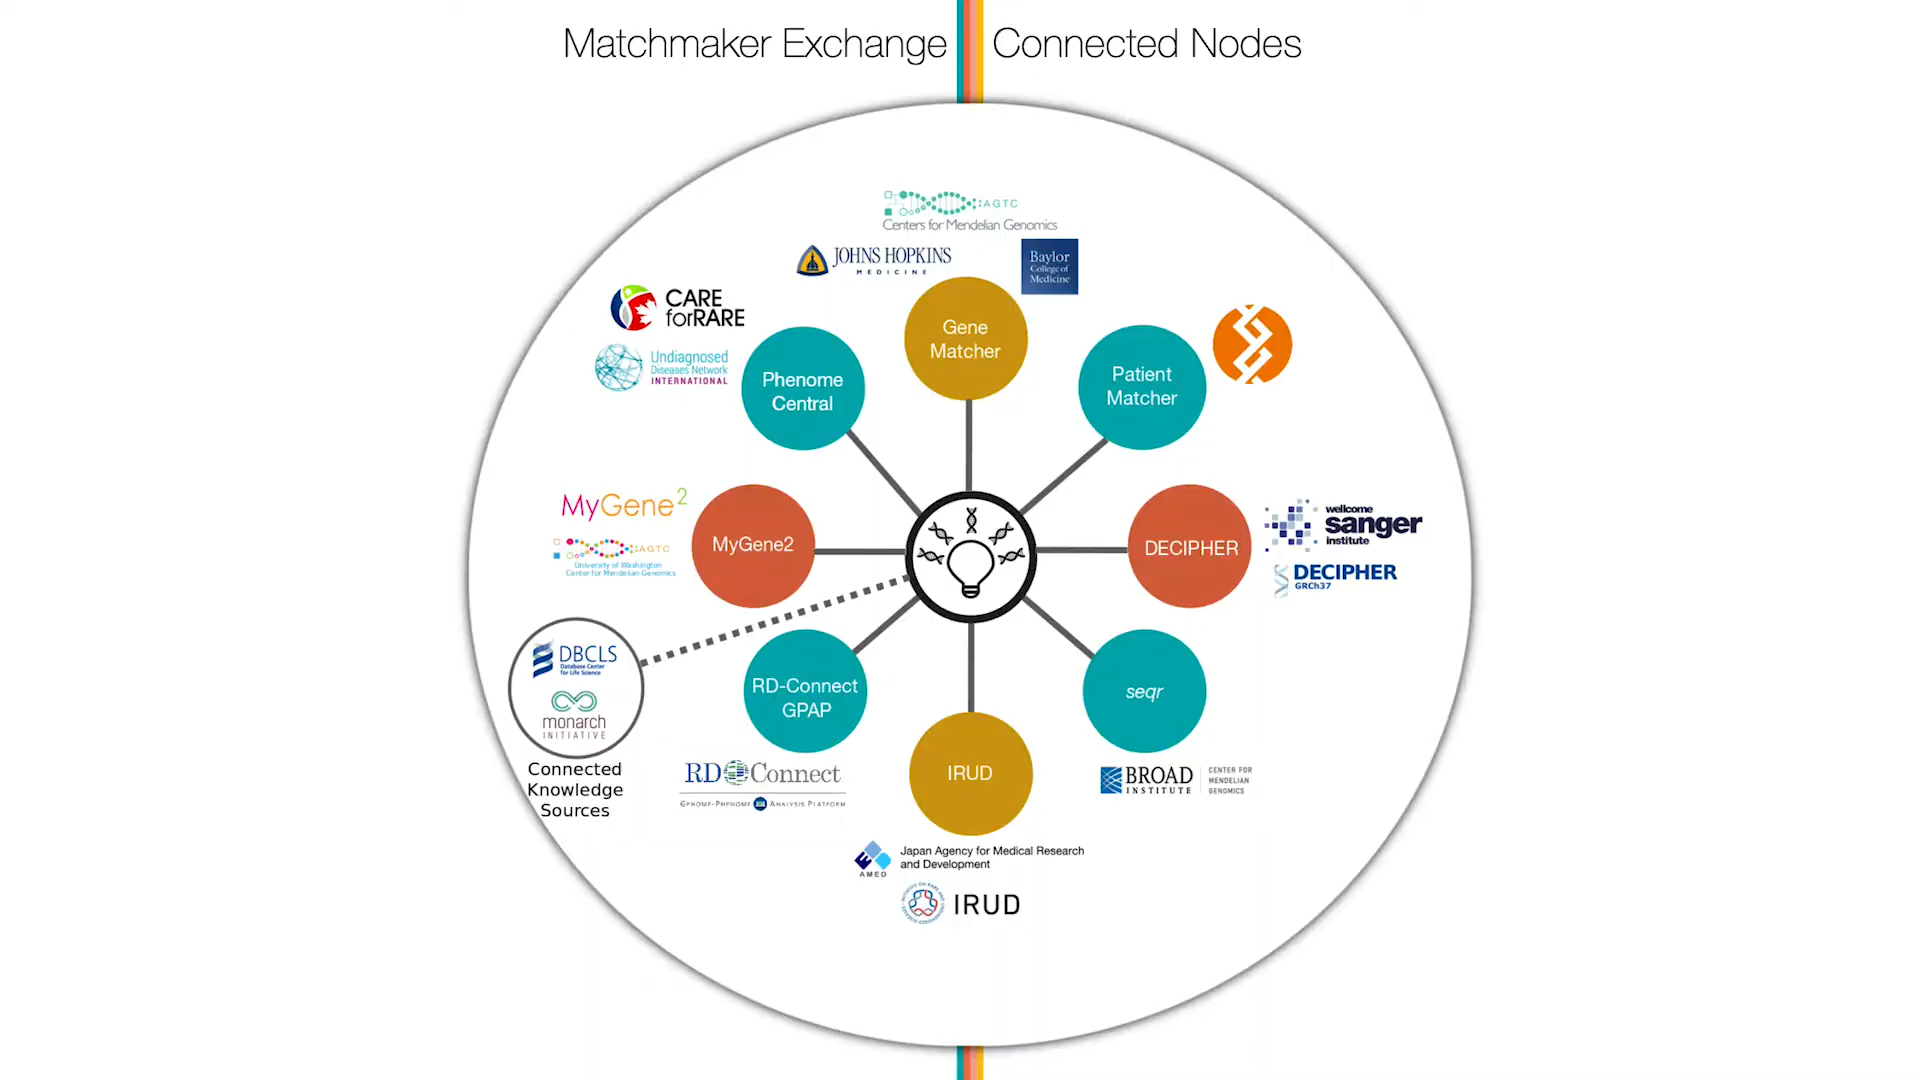 Matchmaker Exchange
Connected Nodes
AGTC
Centers for Mendelian Genomics
JOHNS HOPKINS
MEDICINE
Baylor
College of
Medicine
CARE
forRARE
Undiagnosed
Diseases Network
INTERNATIONAL
Gene
Matcher
Phenome
Central
Patient
Matcher
MyGene2
AGTC
University of Washington
Center for Mendelian Genomics
MyGene2
DECIPHER
wellcome
sanger
institute
DECIPHER
GRCh37
DBCLS
Database Center
for Life Science
monarch
INITIATIVE
Connected
Knowledge
Sources
RD-Connect
GPAP
seqr
RD Connect
GENOME-PHENOME ANALYSIS PLATFORM
IRUD
BROAD
INSTITUTE
CENTER FOR
MENDELIAN
GENOMICS
AMED
Japan Agency for Medical Research
and Development
IRUD